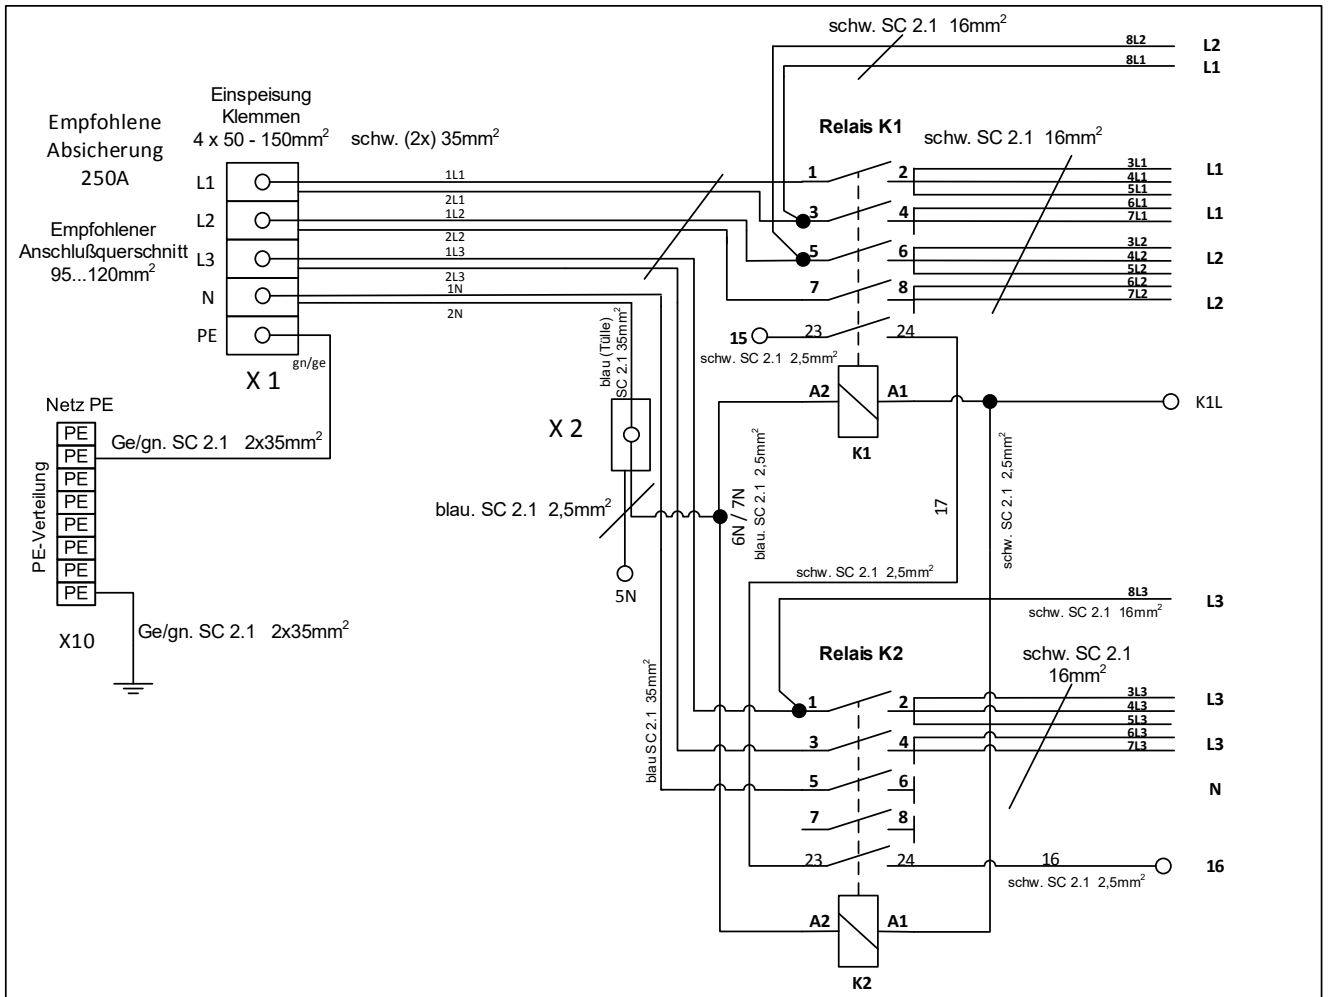 schw. SC 2.1 16mm²
8L2
L2
8L1
L1
Einspeisung
Klemmen
4 x 50 - 150mm²
Empfohlene
Absicherung
250A
schw. (2x) 35mm²
Relais K1
schw. SC 2.1 16mm²
L1
1L1
1
2
3L1
L1
4L1
5L1
2L1
6L1
L2
1L2
3
4
7L1
L1
Empfohlener
Anschlußquerschnitt
95...120mm²
2L2
3L2
L3
1L3
5
6
4L2
L2
5L2
2L3
6L2
N
1N
7
8
7L2
L2
2N
PE
15
23
24
schw. SC 2.1 2,5mm²
gn/ge
X 1
blau (Tülle)
SC 2.1 35mm²
A2
A1
K1L
K1
Netz PE
PE
PE
PE
PE
PE
PE
PE
PE
PE-Verteilung
X10
Ge/gn. SC 2.1 2x35mm²
Ge/gn. SC 2.1 2x35mm²
X 2
blau. SC 2.1 2,5mm²
5N
6N / 7N
blau. SC 2.1 2,5mm²
17
schw. SC 2.1 2,5mm²
schw. SC 2.1 2,5mm²
8L3
L3
schw. SC 2.1 16mm²
Relais K2
schw. SC 2.1
16mm²
blau SC 2.1 35mm²
1
2
3L3
L3
4L3
5L3
6L3
3
4
7L3
L3
5
6
N
7
8
23
24
16
16
schw. SC 2.1 2,5mm²
A2
A1
K2